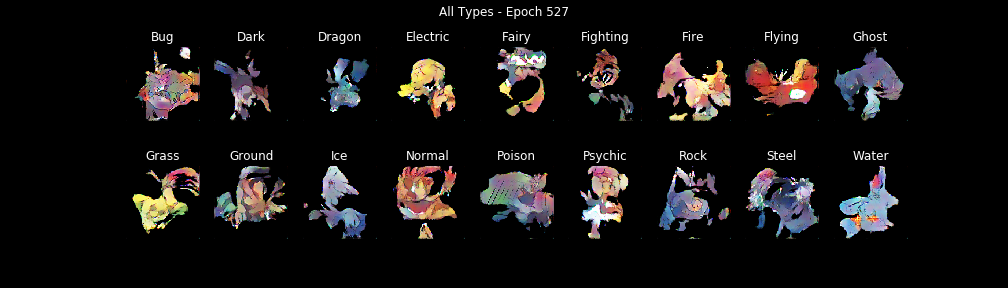 All Types - Epoch 527
Bug Dark Dragon Electric Fairy Fighting Fire Flying Ghost
Grass Ground Ice Normal Poison Psychic Rock Steel Water